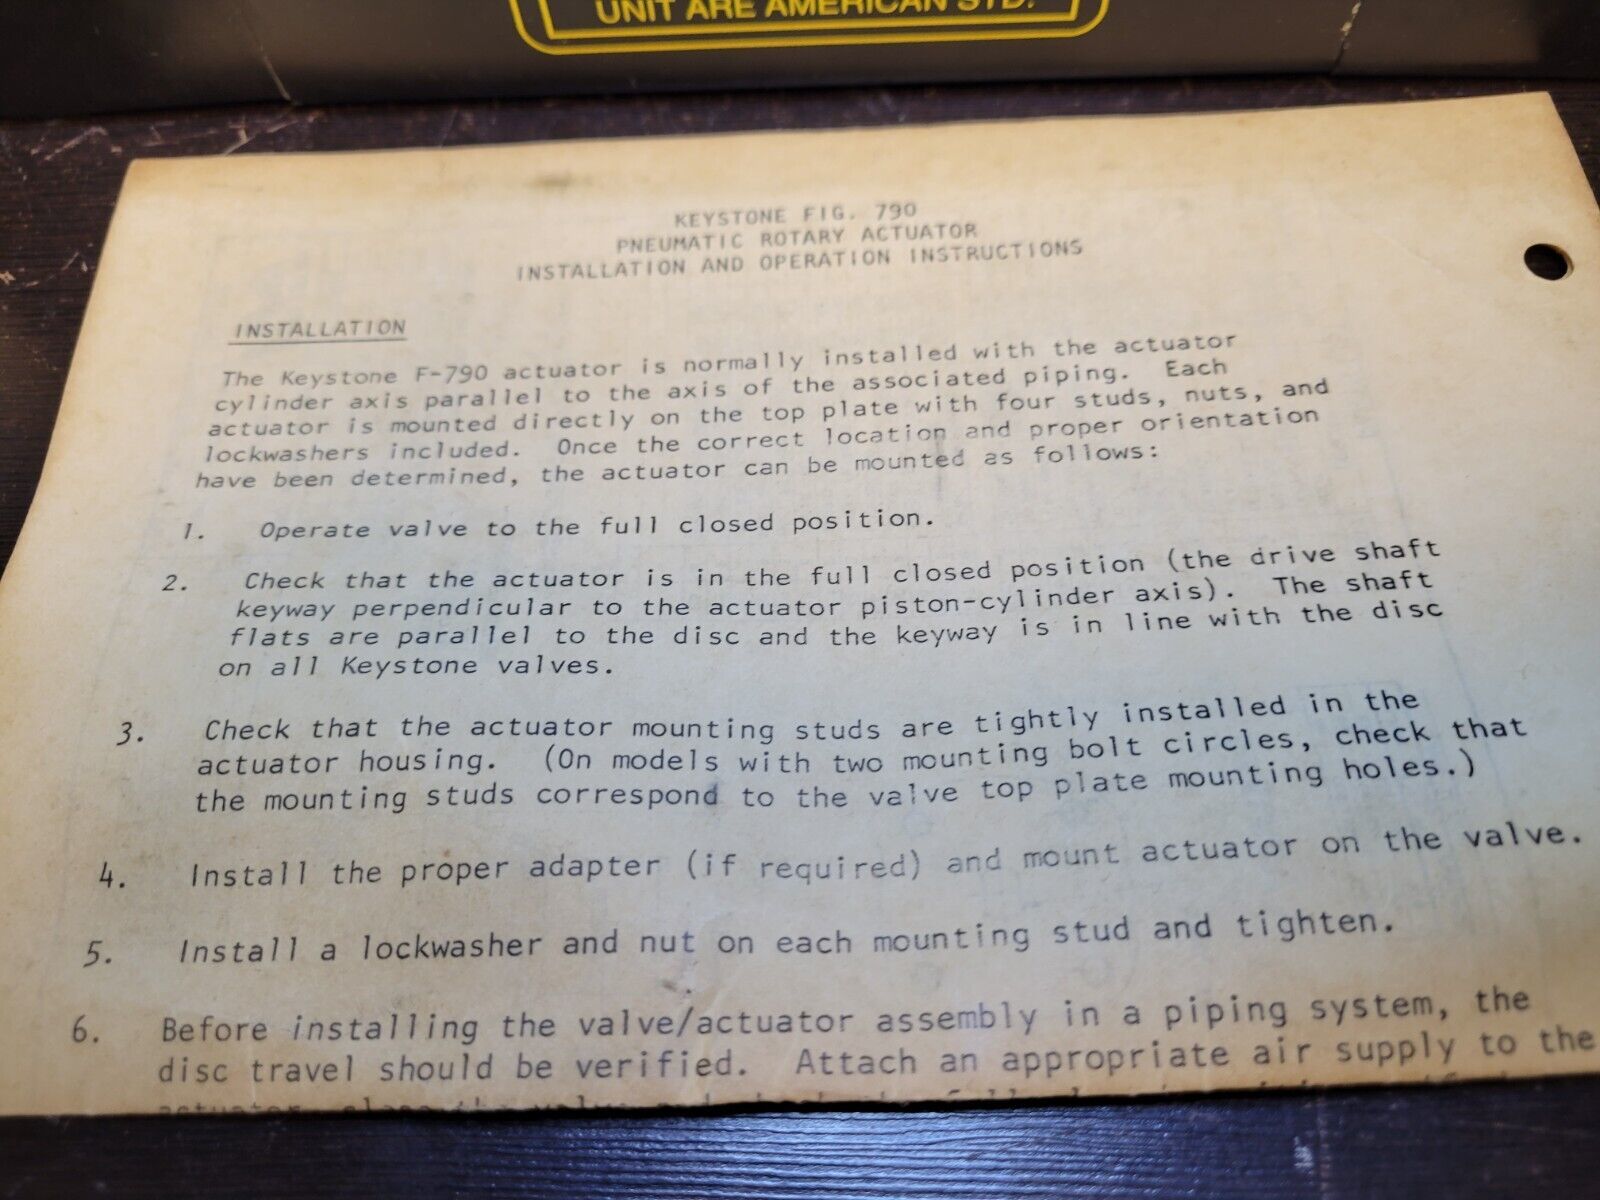 UNIT ARE AMERICAN STD.
KEYSTONE FIG. 790
PNEUMATIC ROTARY ACTUATOR
INSTALLATION AND OPERATION INSTRUCTIONS
INSTALLATION
The Keystone F-790 actuator is normally installed with the actuator
cylinder axis parallel to the axis of the associated piping. Each
actuator is mounted directly on the top plate with four studs, nuts, and
lockwashers included. Once the correct location and proper orientation
have been determined, the actuator can be mounted as follows:
1. Operate valve to the full closed position.
2. Check that the actuator is in the full closed position (the drive shaft
keyway perpendicular to the actuator piston-cylinder axis). The shaft
flats are parallel to the disc and the keyway is in line with the disc
on all Keystone valves.
3. Check that the actuator mounting studs are tightly installed in the
actuator housing. (On models with two mounting bolt circles, check that
the mounting studs correspond to the valve top plate mounting holes.)
4. Install the proper adapter (if required) and mount actuator on the valve.
5. Install a lockwasher and nut on each mounting stud and tighten.
6. Before installing the valve/actuator assembly in a piping system, the
disc travel should be verified. Attach an appropriate air supply to the